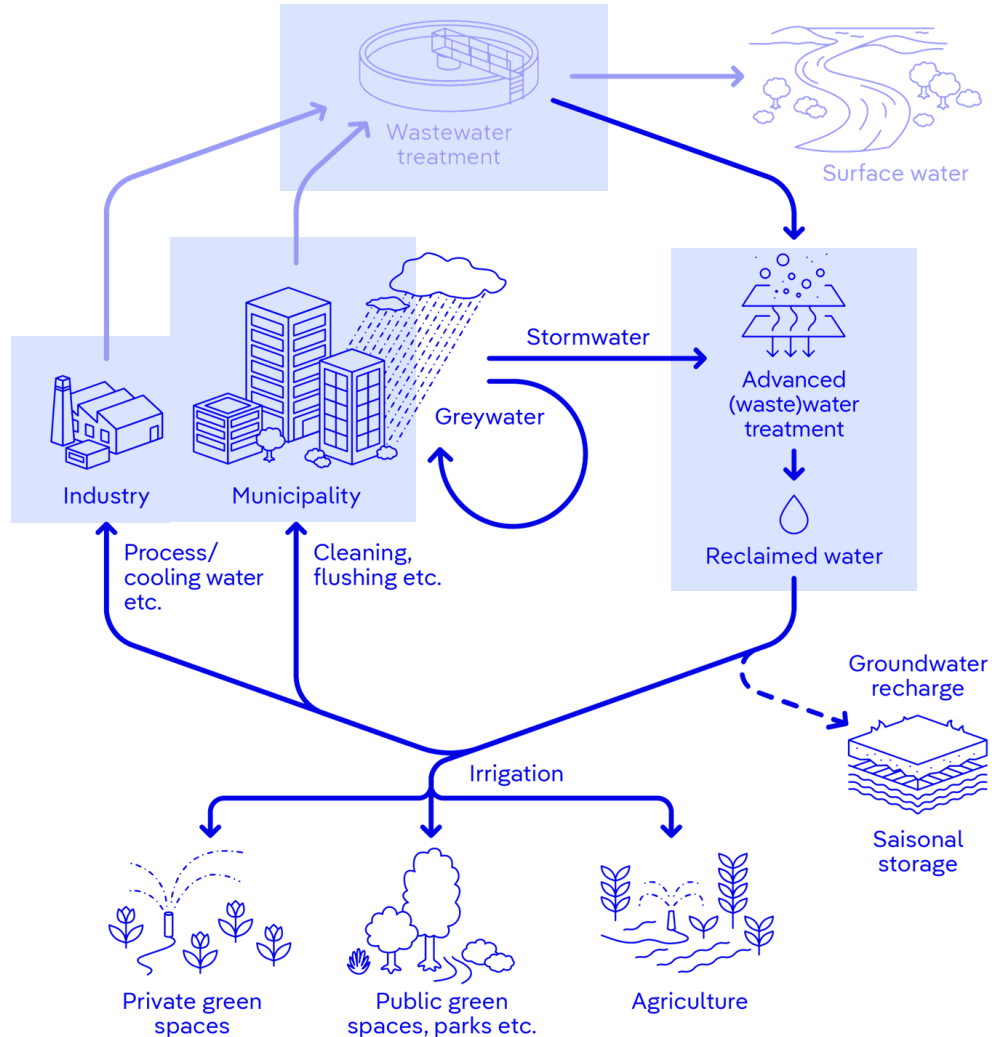 Wastewater
treatment
Surface water
Stormwater
Greywater
Advanced
(waste)water
treatment
Industry
Municipality
Reclaimed water
Process/
cooling water
etc.
Cleaning,
flushing etc.
Groundwater
recharge
Irrigation
Saisonal
storage
Private green
spaces
Public green
spaces, parks etc.
Agriculture